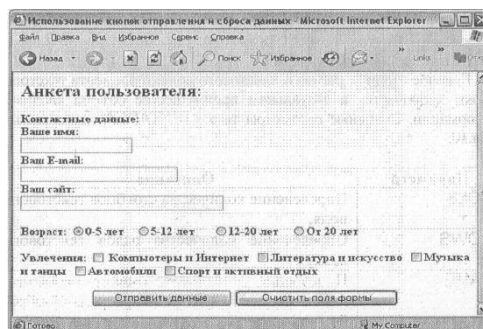 Использование кнопок отправления и сброса данных - Microsoft Internet Explorer
Файл Правка Вид Избранное Сервис Справка
Назад Поиск Избранное Links
Анкета пользователя:
Контактные данные:
Ваше имя:
Ваш E-mail:
Ваш сайт:
Возраст: 0-5 лет 5-12 лет 12-20 лет От 20 лет
Увлечения: Компьютеры и Интернет Литература и искусство Музыка
и танцы Автомобили Спорт и активный отдых
Отправить данные Очистить поля формы
Готово My Computer